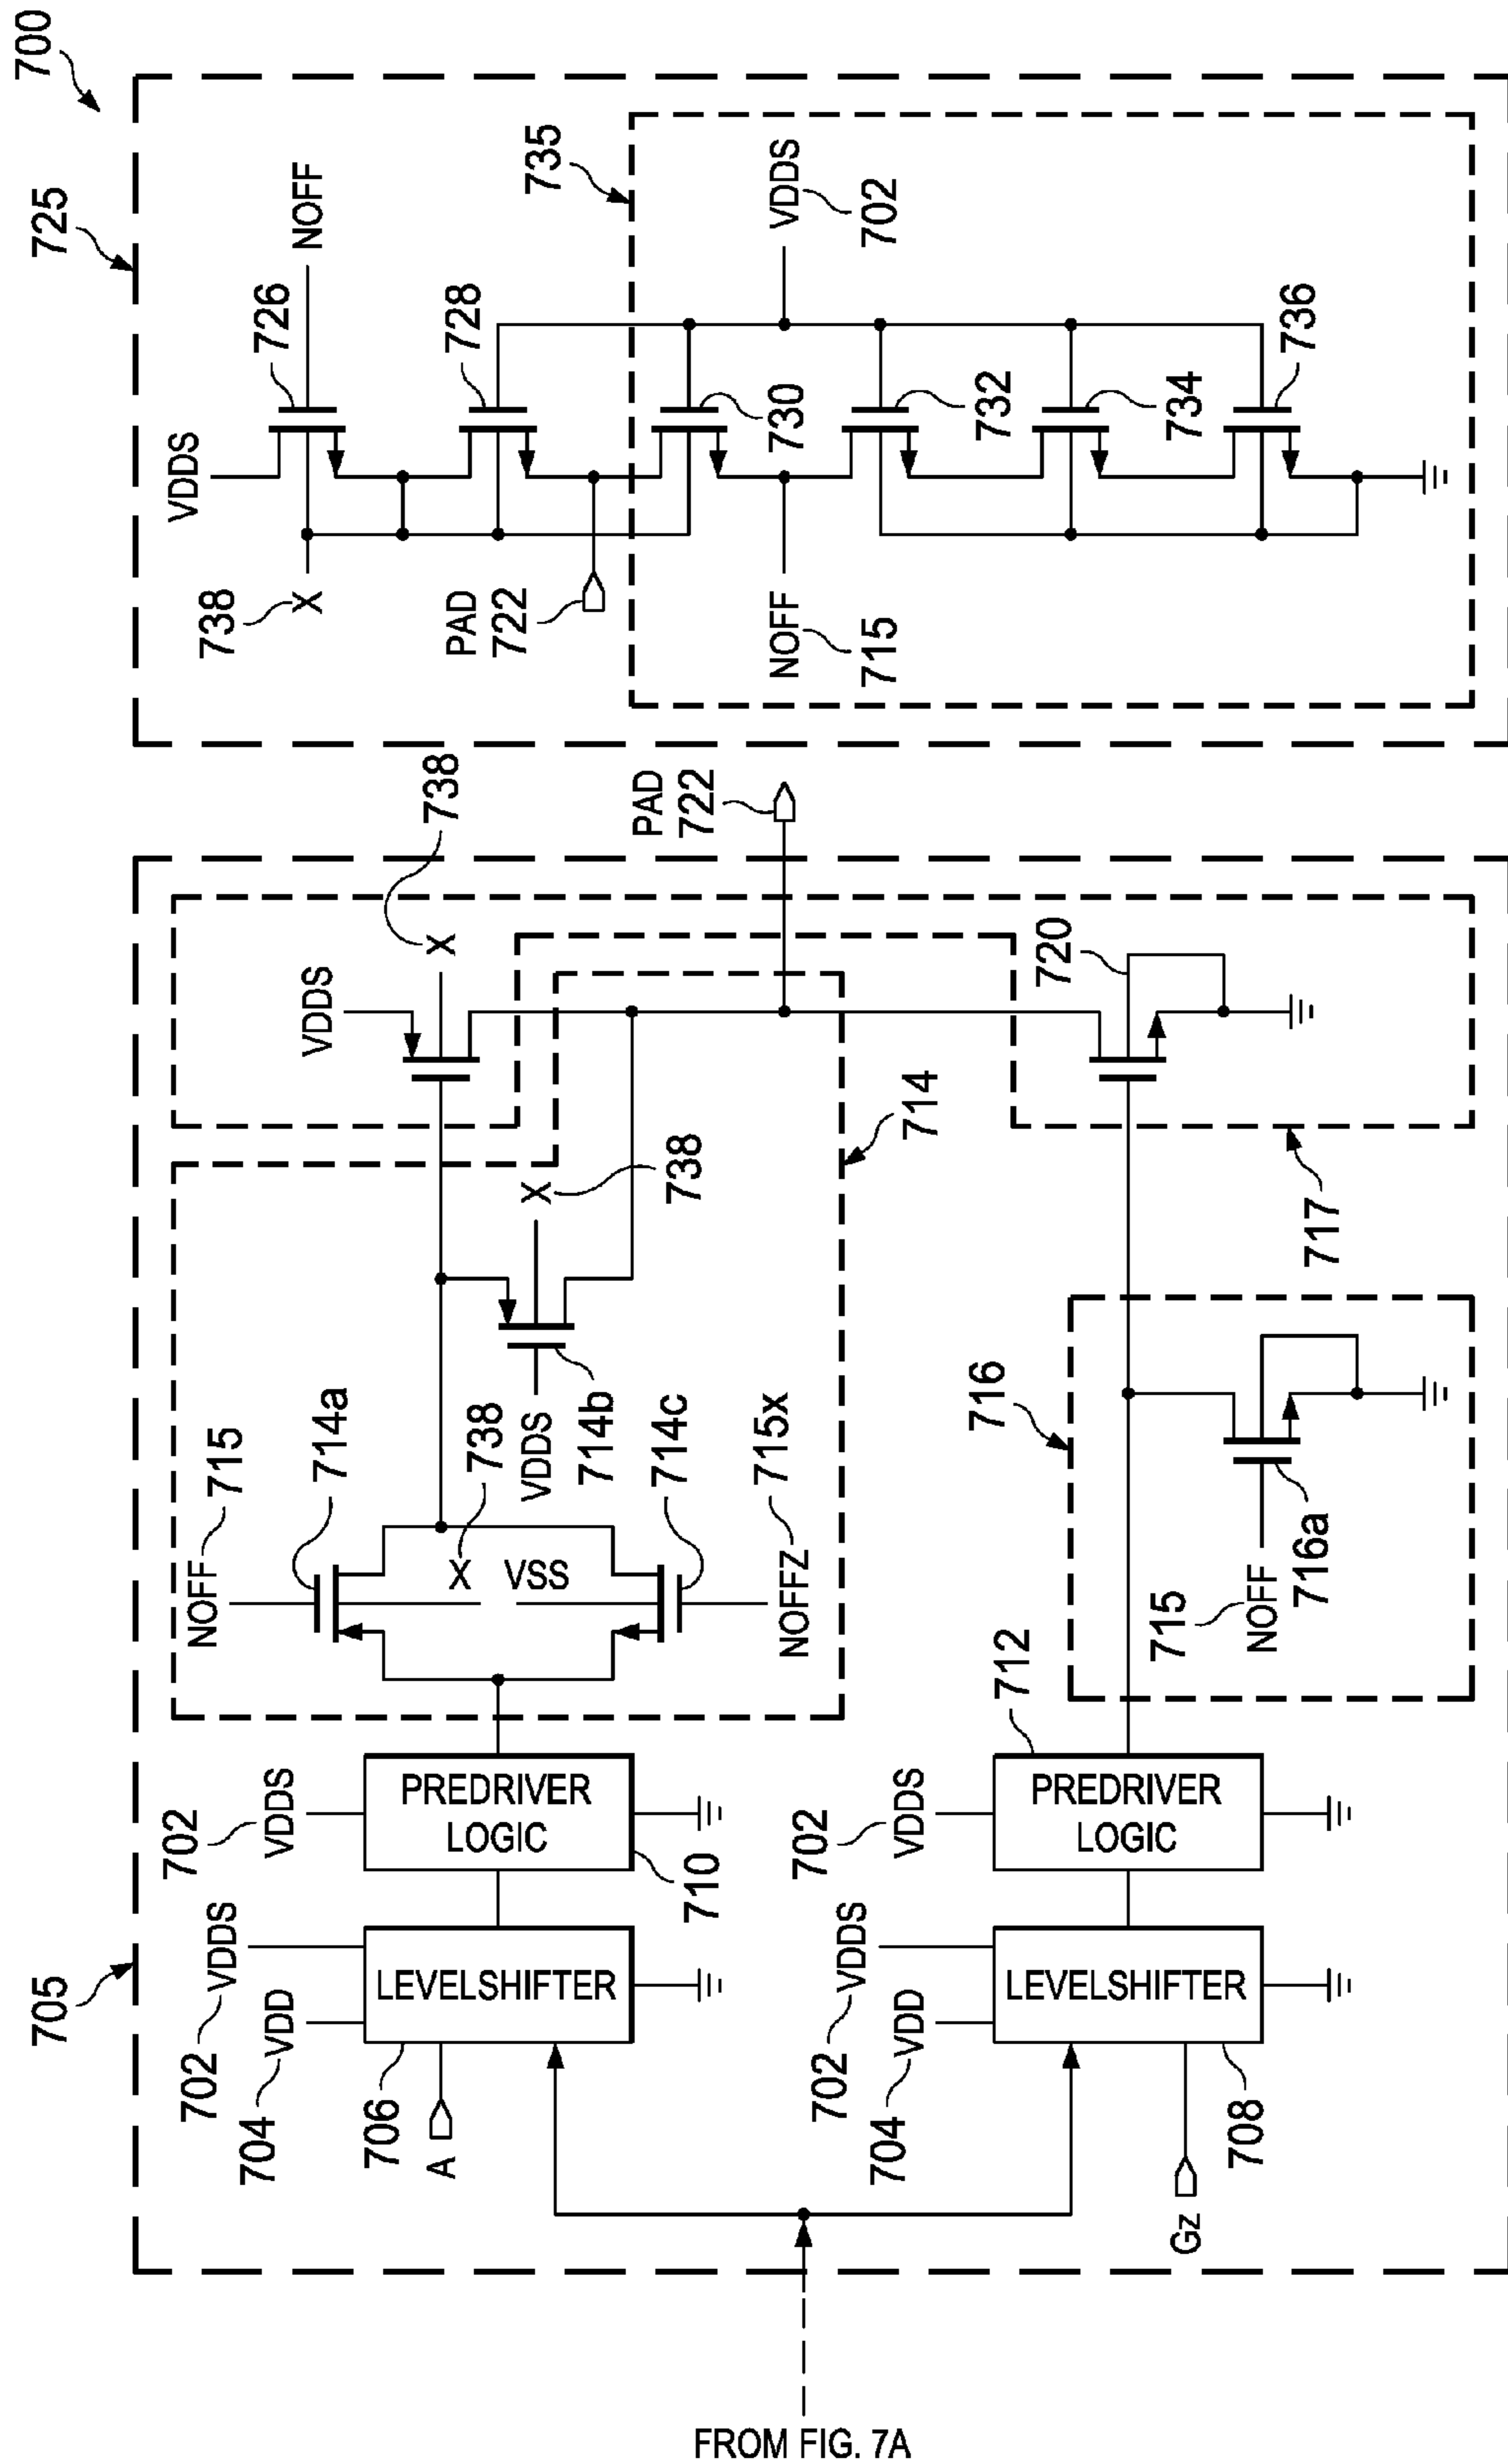 700
725
NOFF
726
VDDS
738
X
728
735
VDDS
702
PAD
722
730
NOFF
715
732
734
736
738
X
VDDS
PAD
722
720
714
X
738
717
714a
NOFF
715
738
X
VSS
VDDS
714b
714c
715x
NOFFZ
716
716a
715
NOFF
712
702
VDDS
PREDRIVER
LOGIC
710
702
VDDS
PREDRIVER
LOGIC
705
702
VDDS
704
VDD
LEVELSHIFTER
706
A
702
VDDS
704
VDD
LEVELSHIFTER
708
Gz
FROM FIG. 7A